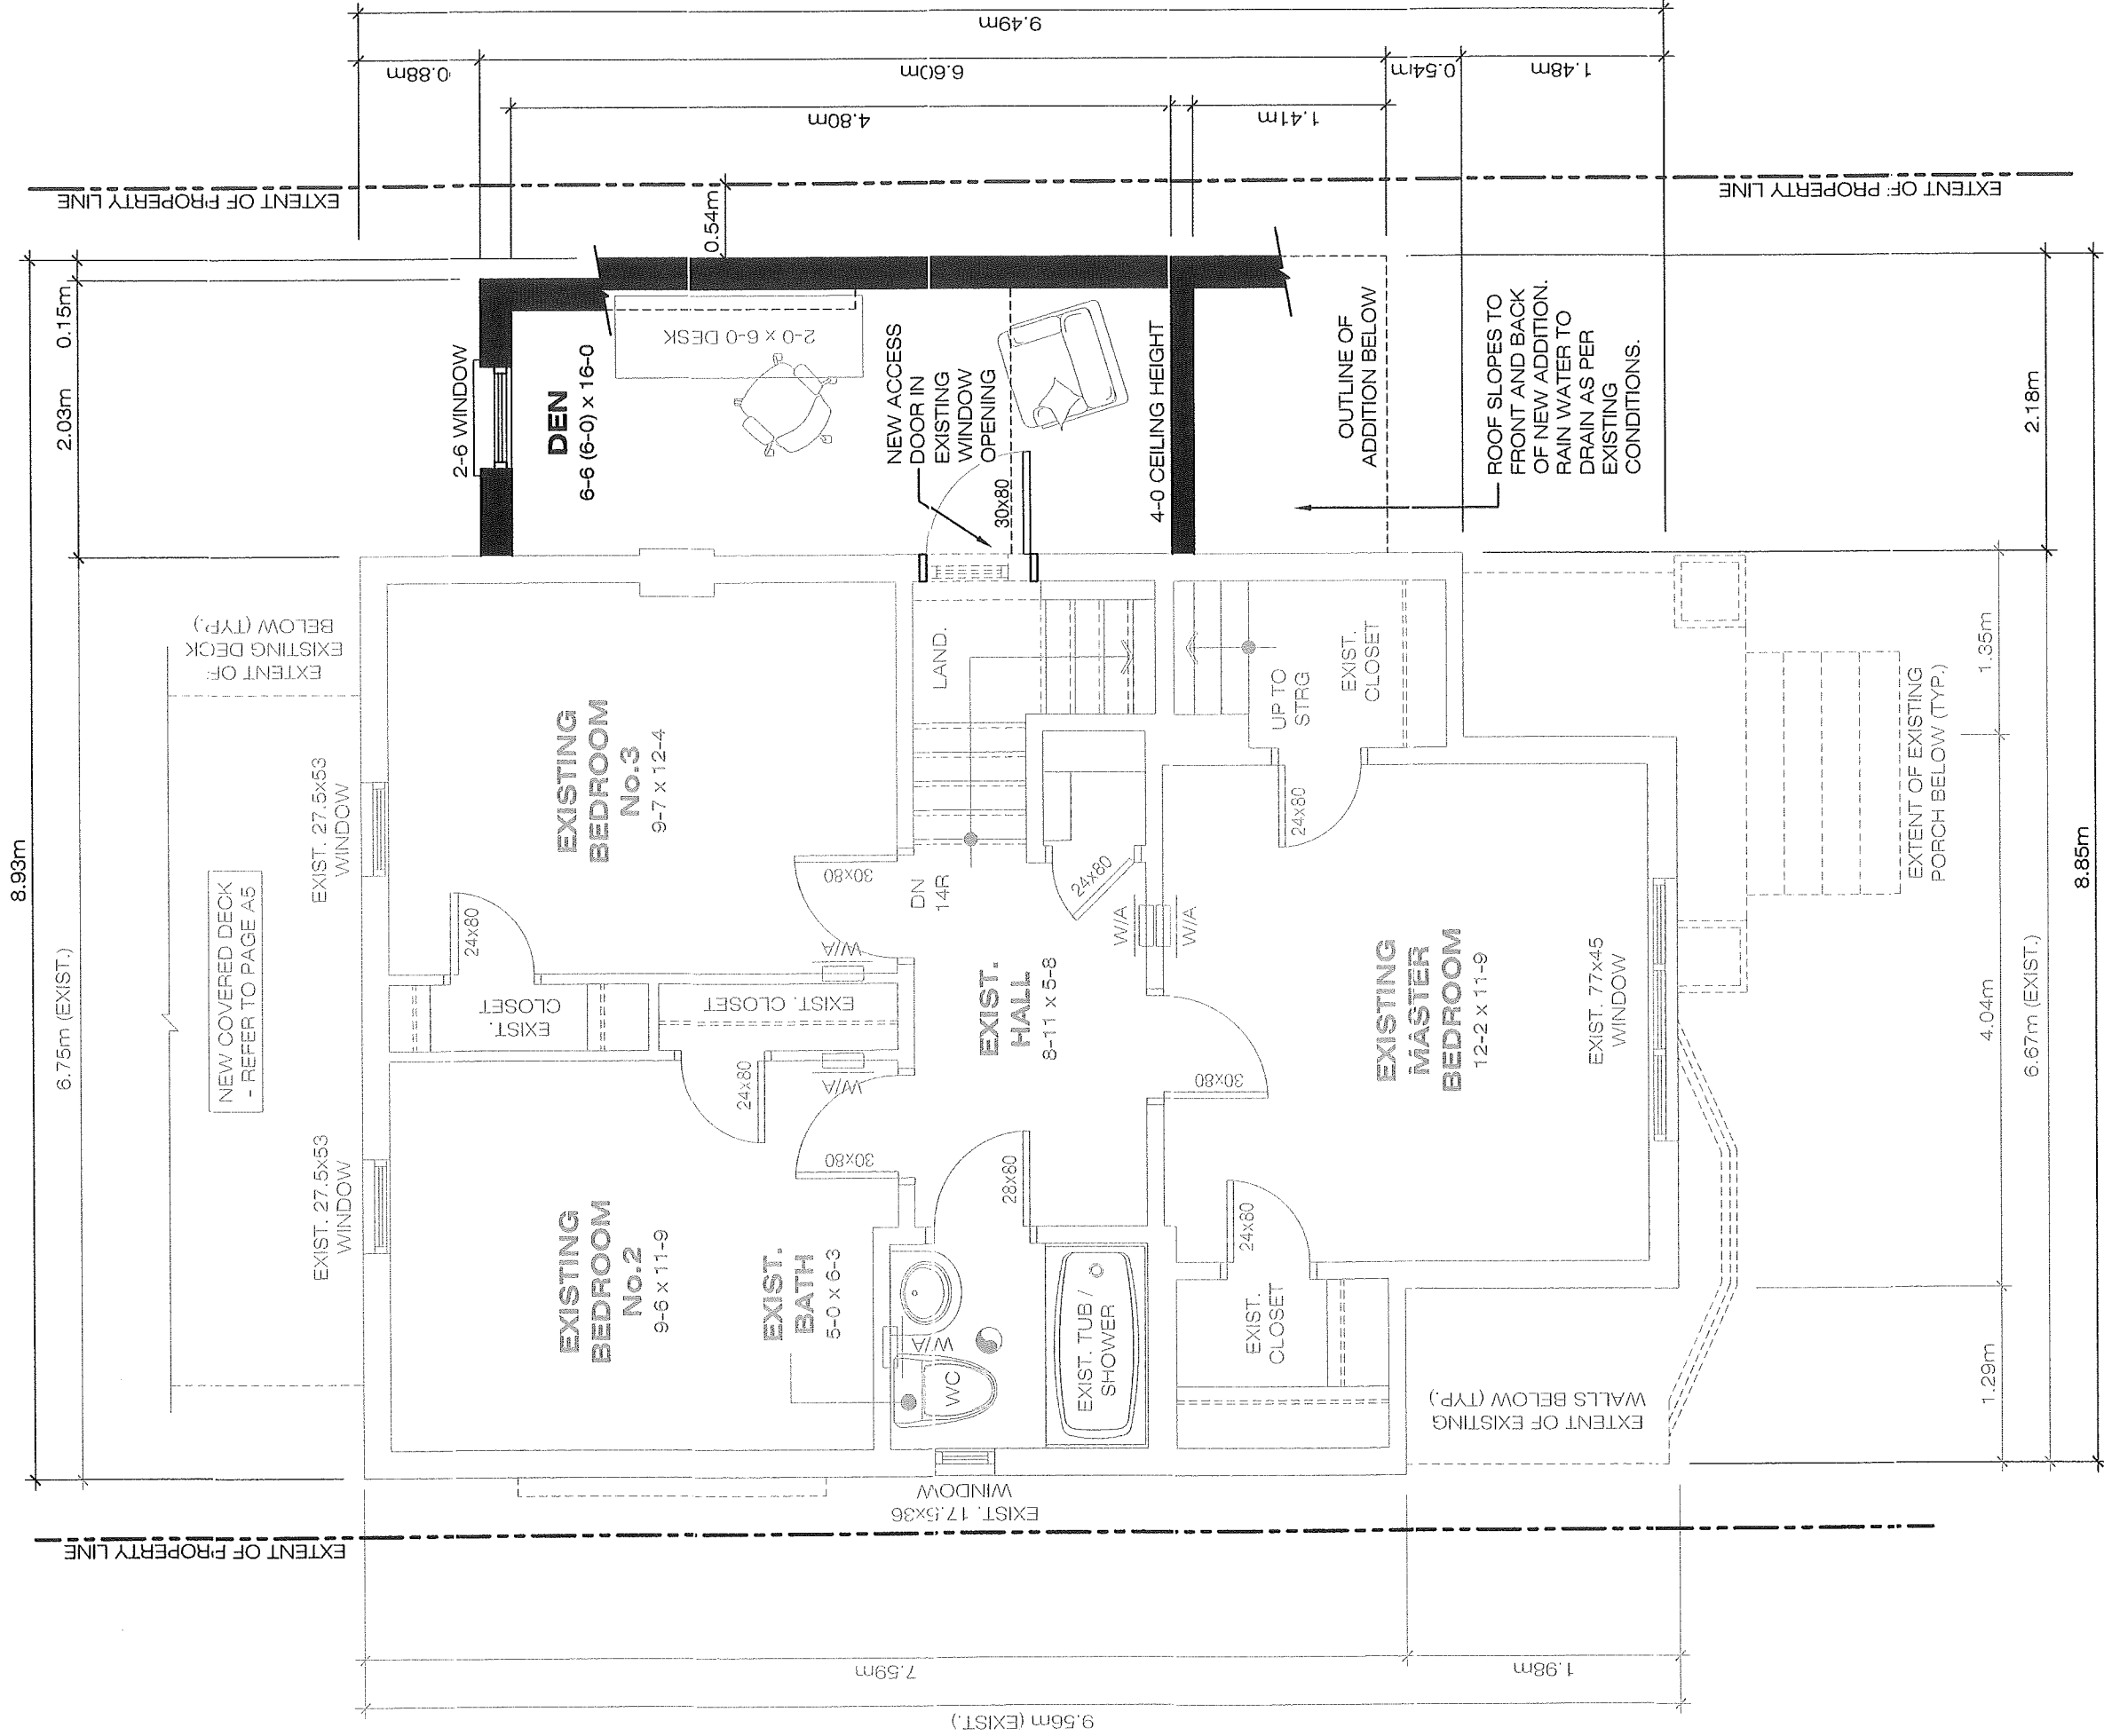 8.93m
6.75m (EXIST.)
2.03m
0.15m
9.49m
0.88m
6.60m
0.54m
1.48m
4.80m
1.41m
EXTENT OF PROPERTY LINE
EXTENT OF PROPERTY LINE
0.54m
NEW COVERED DECK
- REFER TO PAGE A5
EXTENT OF
EXISTING DECK
BELOW (TYP.)
EXIST. 27.5x53
WINDOW
EXIST. 27.5x53
WINDOW
2-6 WINDOW
DEN
6-6 (6-0) x 16-0
2-0 x 6-0 DESK
NEW ACCESS
DOOR IN
EXISTING
WINDOW
OPENING
30x80
4-0 CEILING HEIGHT
OUTLINE OF
ADDITION BELOW
ROOF SLOPES TO
FRONT AND BACK
OF NEW ADDITION.
RAIN WATER TO
DRAIN AS PER
EXISTING
CONDITIONS.
EXISTING
BEDROOM
No.3
9-7 x 12-4
24x80
30x80
W/A
EXIST.
CLOSET
EXIST. CLOSET
24x80
W/A
30x80
EXISTING
BEDROOM
No.2
9-6 x 11-9
EXIST.
BATH
5-0 x 6-3
W/A
WC
EXIST. TUB /
SHOWER
28x80
EXIST. 17.5x36
WINDOW
LAND.
DN
14R
24x80
W/A
W/A
EXIST.
HALL
8-11 x 5-8
30x80
UP TO
STRG
EXIST.
CLOSET
24x80
EXISTING
MASTER
BEDROOM
12-2 x 11-9
EXIST. 77x45
WINDOW
24x80
EXIST.
CLOSET
EXTENT OF EXISTING
WALLS BELOW (TYP.)
EXTENT OF EXISTING
PORCH BELOW (TYP.)
1.35m
4.04m
1.29m
2.18m
6.67m (EXIST.)
8.85m
EXTENT OF PROPERTY LINE
7.59m
1.98m
9.56m (EXIST.)